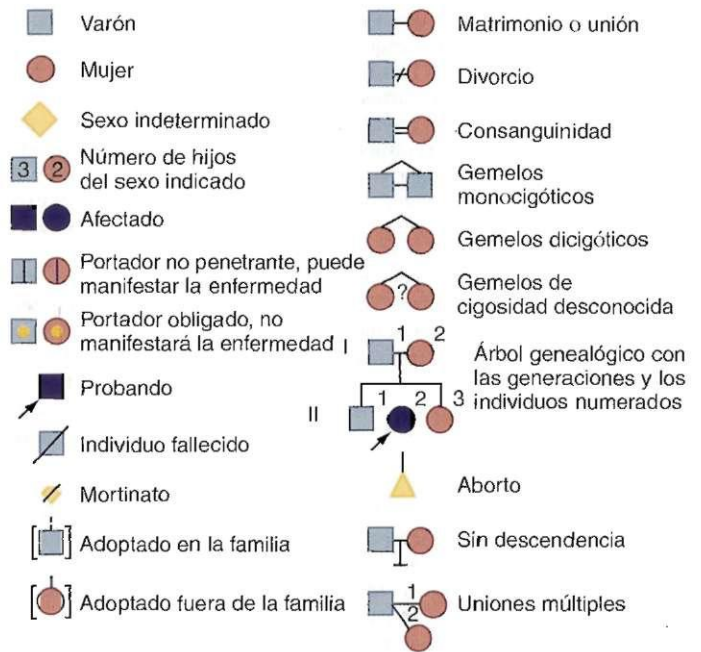 Varón
Mujer
Sexo indeterminado
3 2 Número de hijos
del sexo indicado
Afectado
Portador no penetrante, puede
manifestar la enfermedad
Portador obligado, no
manifestará la enfermedad
Probando
Individuo fallecido
Mortinato
Adoptado en la familia
Adoptado fuera de la familia
Matrimonio o unión
Divorcio
Consanguinidad
Gemelos
monocigóticos
Gemelos dicigóticos
? Gemelos de
cigosidad desconocida
I 1 2
Árbol genealógico con
las generaciones y los
individuos numerados
II 1 2 3
Aborto
Sin descendencia
1
2 Uniones múltiples